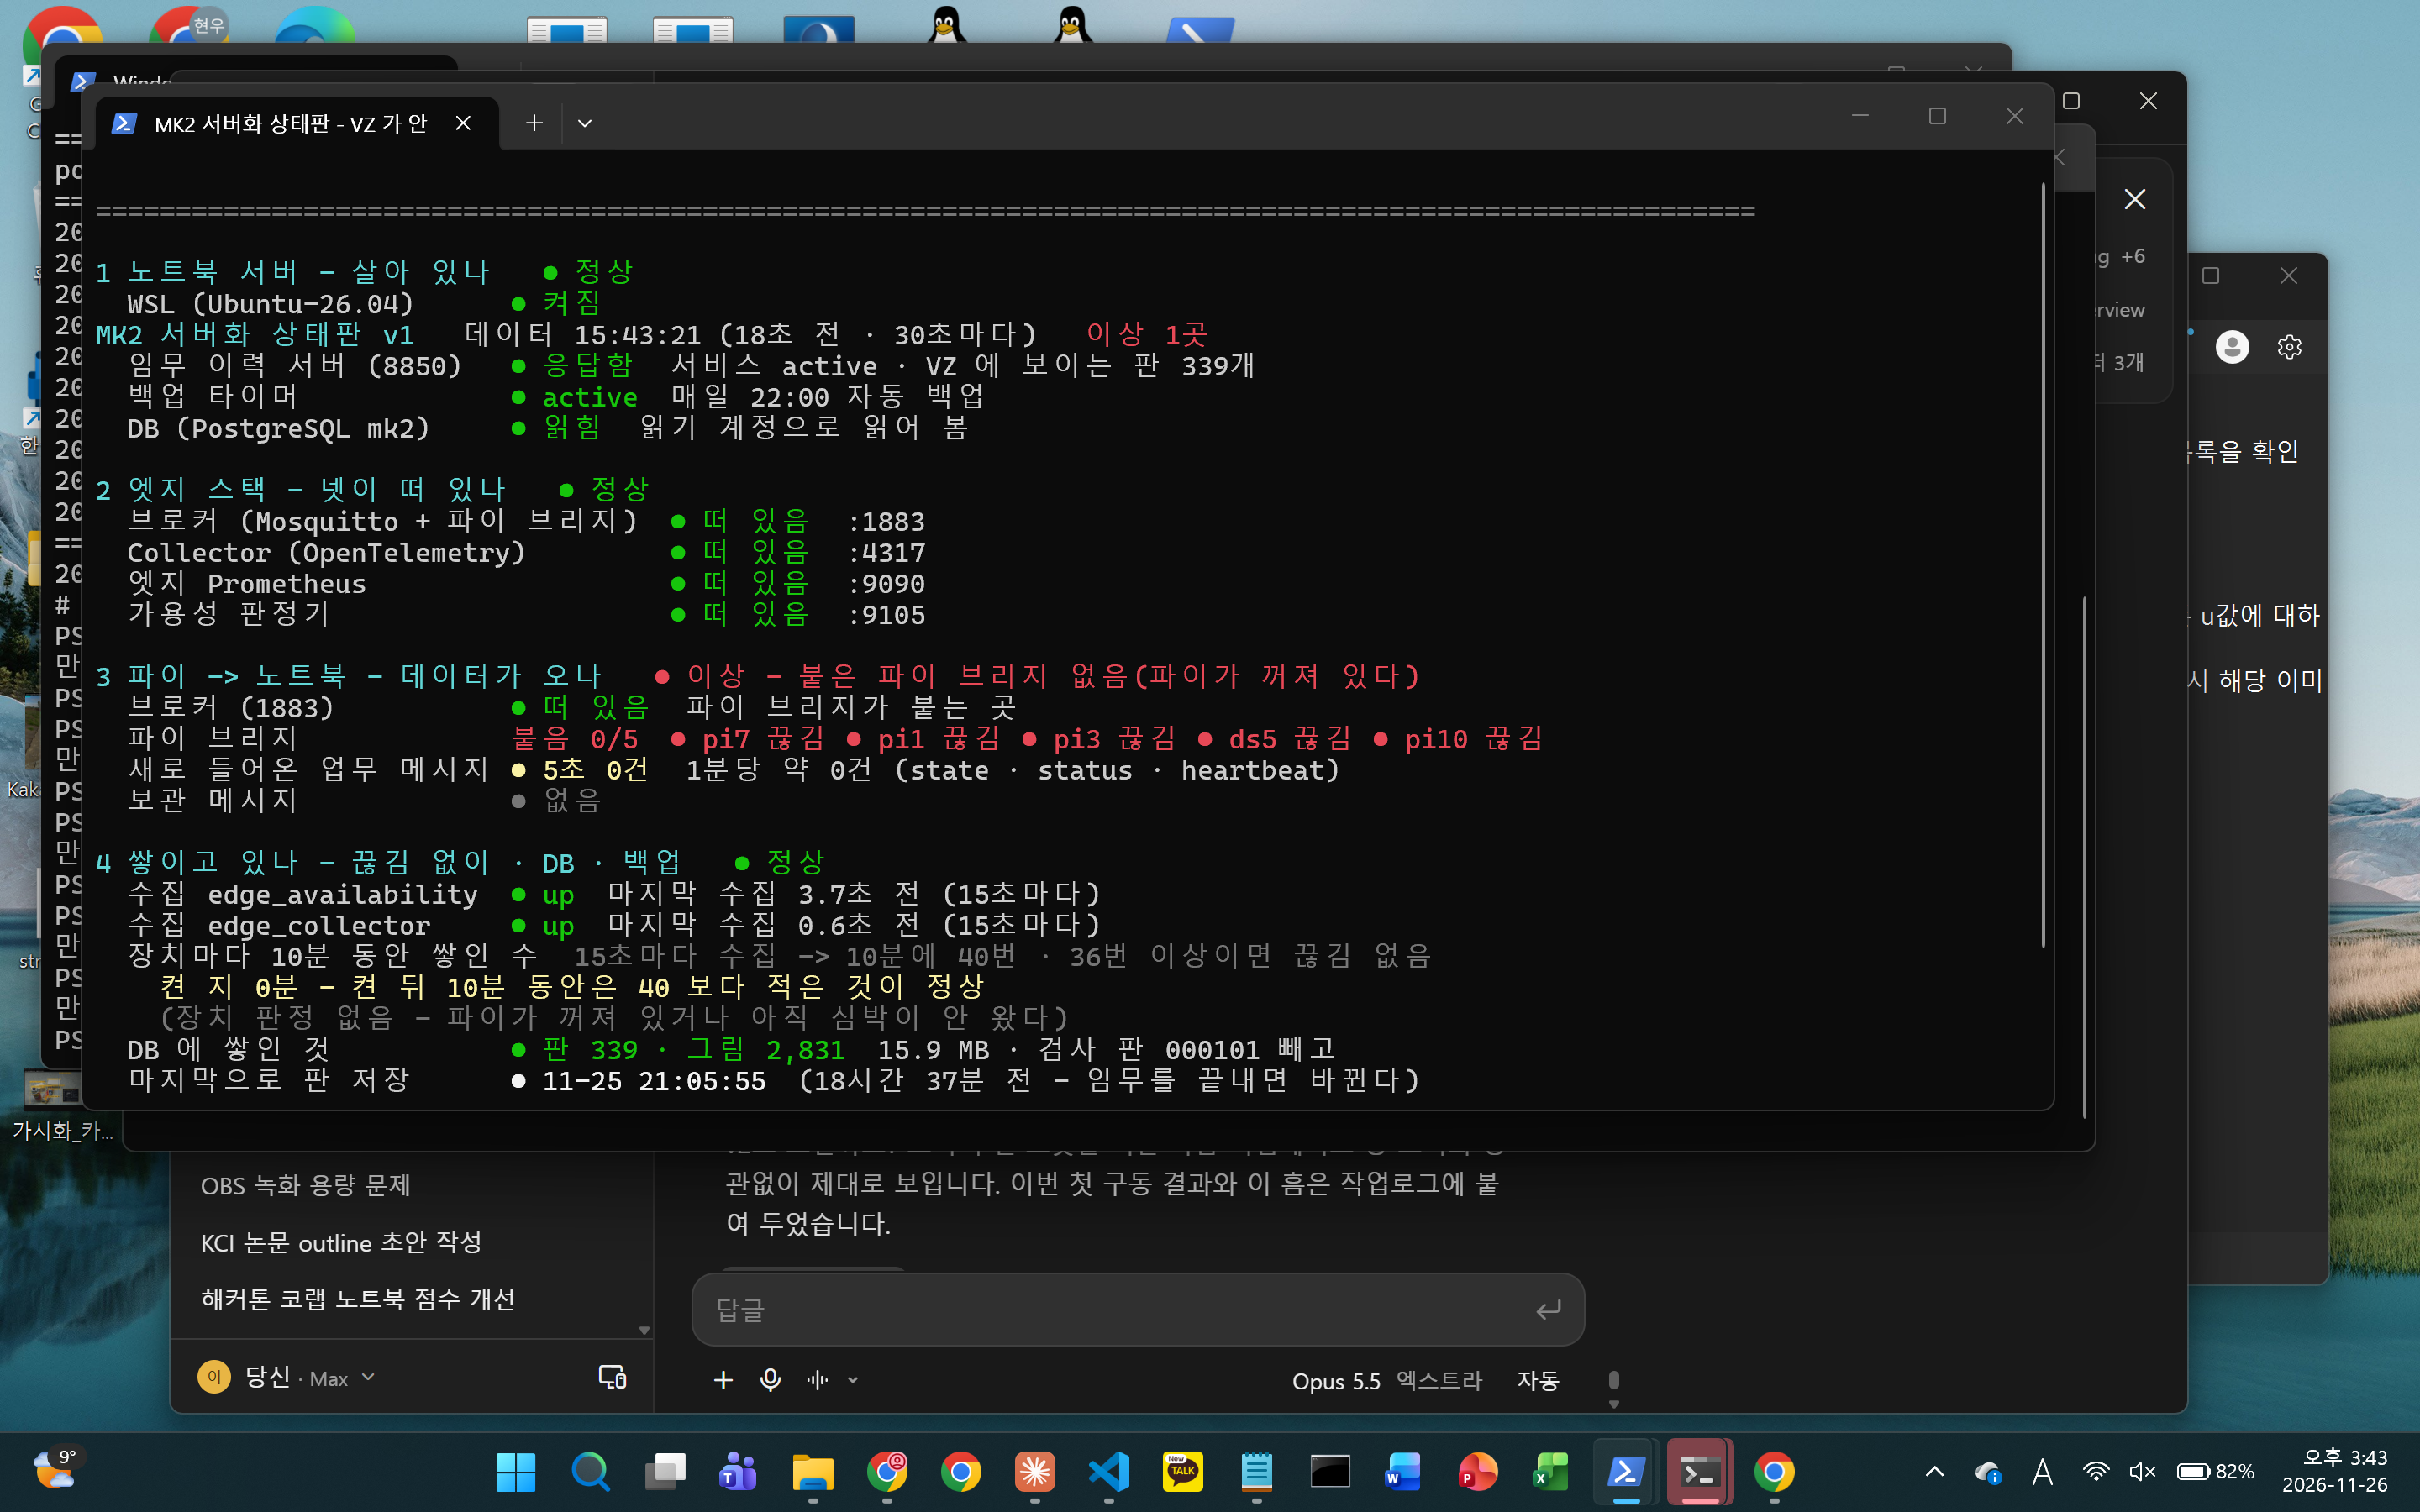 현우
MK2 서버화 상태판 - VZ 가 안
========================================================================================================
1 노트북 서버 - 살아 있나 ● 정상
WSL (Ubuntu-26.04) ● 켜짐
MK2 서버화 상태판 v1 데이터 15:43:21 (18초 전 · 30초마다) 이상 1곳
임무 이력 서버 (8850) ● 응답함 서비스 active · VZ 에 보이는 판 339개
백업 타이머 ● active 매일 22:00 자동 백업
DB (PostgreSQL mk2) ● 읽힘 읽기 계정으로 읽어 봄
2 엣지 스택 - 넷이 떠 있나 ● 정상
브로커 (Mosquitto + 파이 브리지) ● 떠 있음 :1883
Collector (OpenTelemetry) ● 떠 있음 :4317
엣지 Prometheus ● 떠 있음 :9090
가용성 판정기 ● 떠 있음 :9105
3 파이 -> 노트북 - 데이터가 오나 ● 이상 - 붙은 파이 브리지 없음(파이가 꺼져 있다)
브로커 (1883) ● 떠 있음 파이 브리지가 붙는 곳
파이 브리지 붙음 0/5 ● pi7 끊김 ● pi1 끊김 ● pi3 끊김 ● ds5 끊김 ● pi10 끊김
새로 들어온 업무 메시지 ● 5초 0건 1분당 약 0건 (state · status · heartbeat)
보관 메시지 ● 없음
4 쌓이고 있나 - 끊김 없이 · DB · 백업 ● 정상
수집 edge_availability ● up 마지막 수집 3.7초 전 (15초마다)
수집 edge_collector ● up 마지막 수집 0.6초 전 (15초마다)
장치마다 10분 동안 쌓인 수 15초마다 수집 -> 10분에 40번 · 36번 이상이면 끊김 없음
켠 지 0분 - 켠 뒤 10분 동안은 40 보다 적은 것이 정상
(장치 판정 없음 - 파이가 꺼져 있거나 아직 심박이 안 왔다)
DB 에 쌓인 것 ● 판 339 · 그림 2,831 15.9 MB · 검사 판 000101 빼고
마지막으로 판 저장 ● 11-25 21:05:55 (18시간 37분 전 - 임무를 끝내면 바뀐다)
+6
3개
확인
u값에 대하
해당 이미
가시화_카...
관없이 제대로 보입니다. 이번 첫 구동 결과와 이 흠은 작업로그에 붙
여 두었습니다.
OBS 녹화 용량 문제
KCI 논문 outline 초안 작성
해커톤 코랩 노트북 점수 개선
답글
이 당신 · Max
Opus 5.5 엑스트라 자동
9°
82%
오후 3:43
2026-11-26